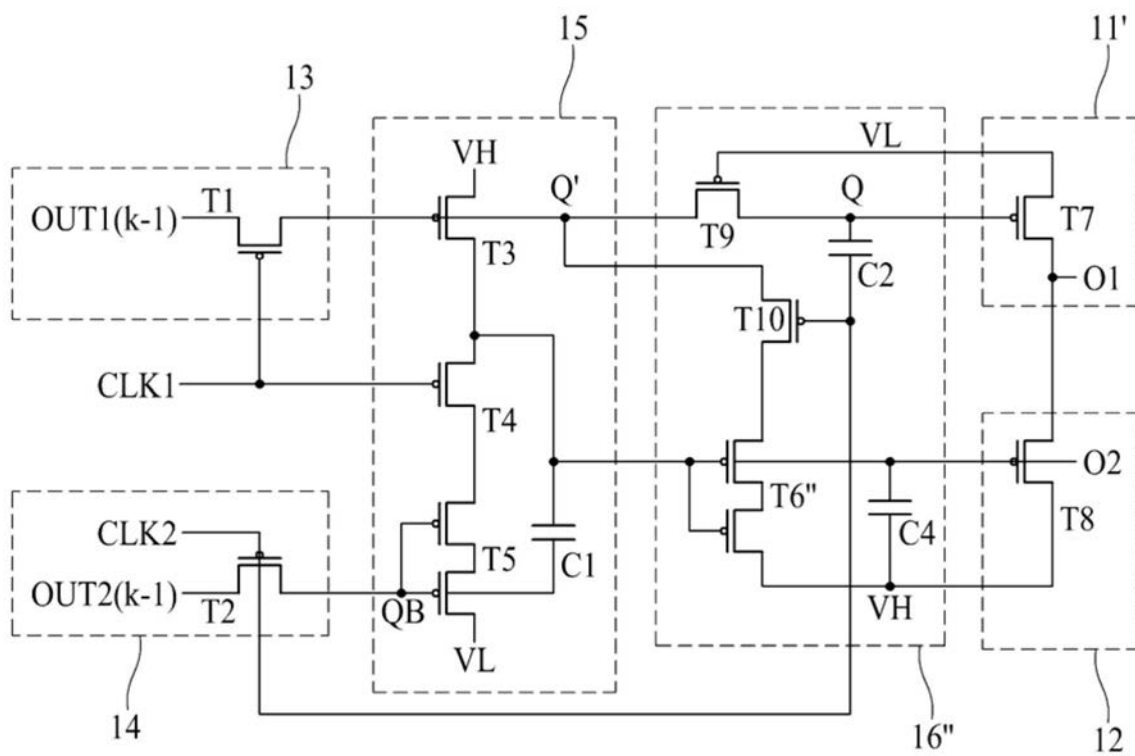 15
11'
13
VH
VL
T1
Q'
Q
OUT1(k-1)
T9
T7
T3
C2
O1
T10
CLK1
T4
O2
T6"
CLK2
T8
T5
C1
C4
OUT2(k-1)
T2
QB
VH
VL
14
16"
12